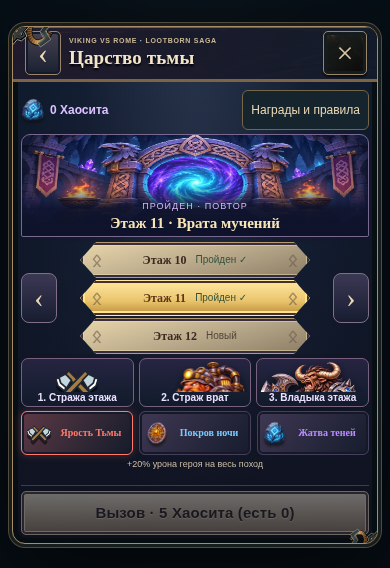 ‹
VIKING VS ROME · LOOTBORN SAGA
Царство тьмы
×
0 Хаосита
Награды и правила
ПРОЙДЕН · ПОВТОР
Этаж 11 · Врата мучений
Этаж 10 Пройден ✓
Этаж 11 Пройден ✓
Этаж 12 Новый
‹
›
1. Стража этажа
2. Страж врат
3. Владыка этажа
Ярость Тьмы
Покров ночи
Жатва теней
+20% урона героя на весь поход
Вызов · 5 Хаосита (есть 0)